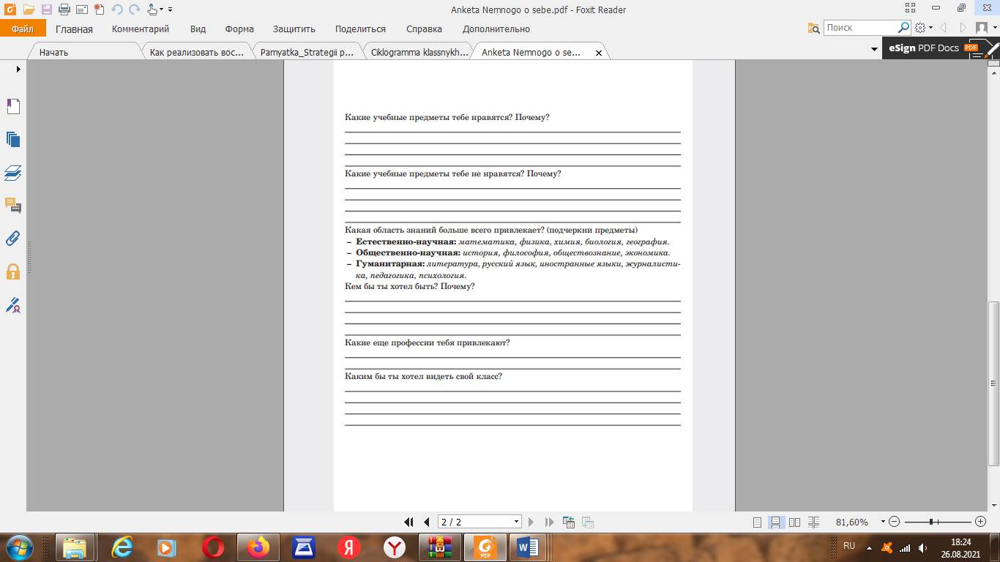 Anketa Nemnogo o sebe.pdf - Foxit Reader
Файл Главная Комментарий Вид Форма Защитить Поделиться Справка Дополнительно Поиск
Начать Как реализовать вос... Pamyatka_Strategii p... Ciklogramma klassnykh... Anketa Nemnogo o se... eSign PDF Docs PDF
Какие учебные предметы тебе нравятся? Почему?
Какие учебные предметы тебе не нравятся? Почему?
Какая область знаний больше всего привлекает? (подчеркни предметы)
– Естественно-научная: математика, физика, химия, биология, география.
– Общественно-научная: история, философия, обществознание, экономика.
– Гуманитарная: литература, русский язык, иностранные языки, журналисти-
ка, педагогика, психология.
Кем бы ты хотел быть? Почему?
Какие еще профессии тебя привлекают?
Каким бы ты хотел видеть свой класс?
2 / 2 81,60%
RU 18:24
26.08.2021